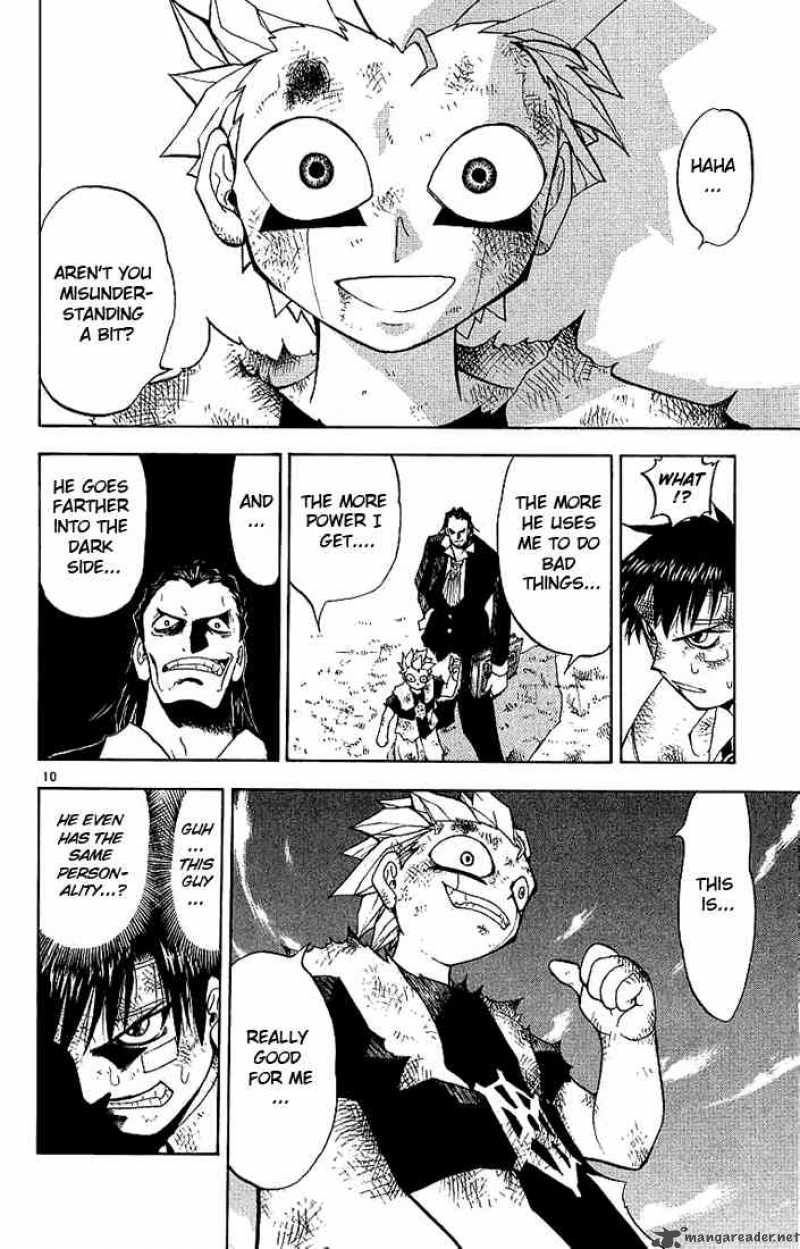 HAHA
...
AREN'T YOU
MISUNDER-
STANDING
A BIT?
WHAT
!?
THE MORE
HE USES
ME TO DO
BAD
THINGS...
THE MORE
POWER I
GET....
AND
...
HE GOES
FARTHER
INTO THE
DARK
SIDE...
10
THIS
IS...
REALLY
GOOD
FOR ME
...
GUH
...
THIS
GUY
...
HE EVEN
HAS THE
SAME
PERSON-
ALITY...?
mangareader.net